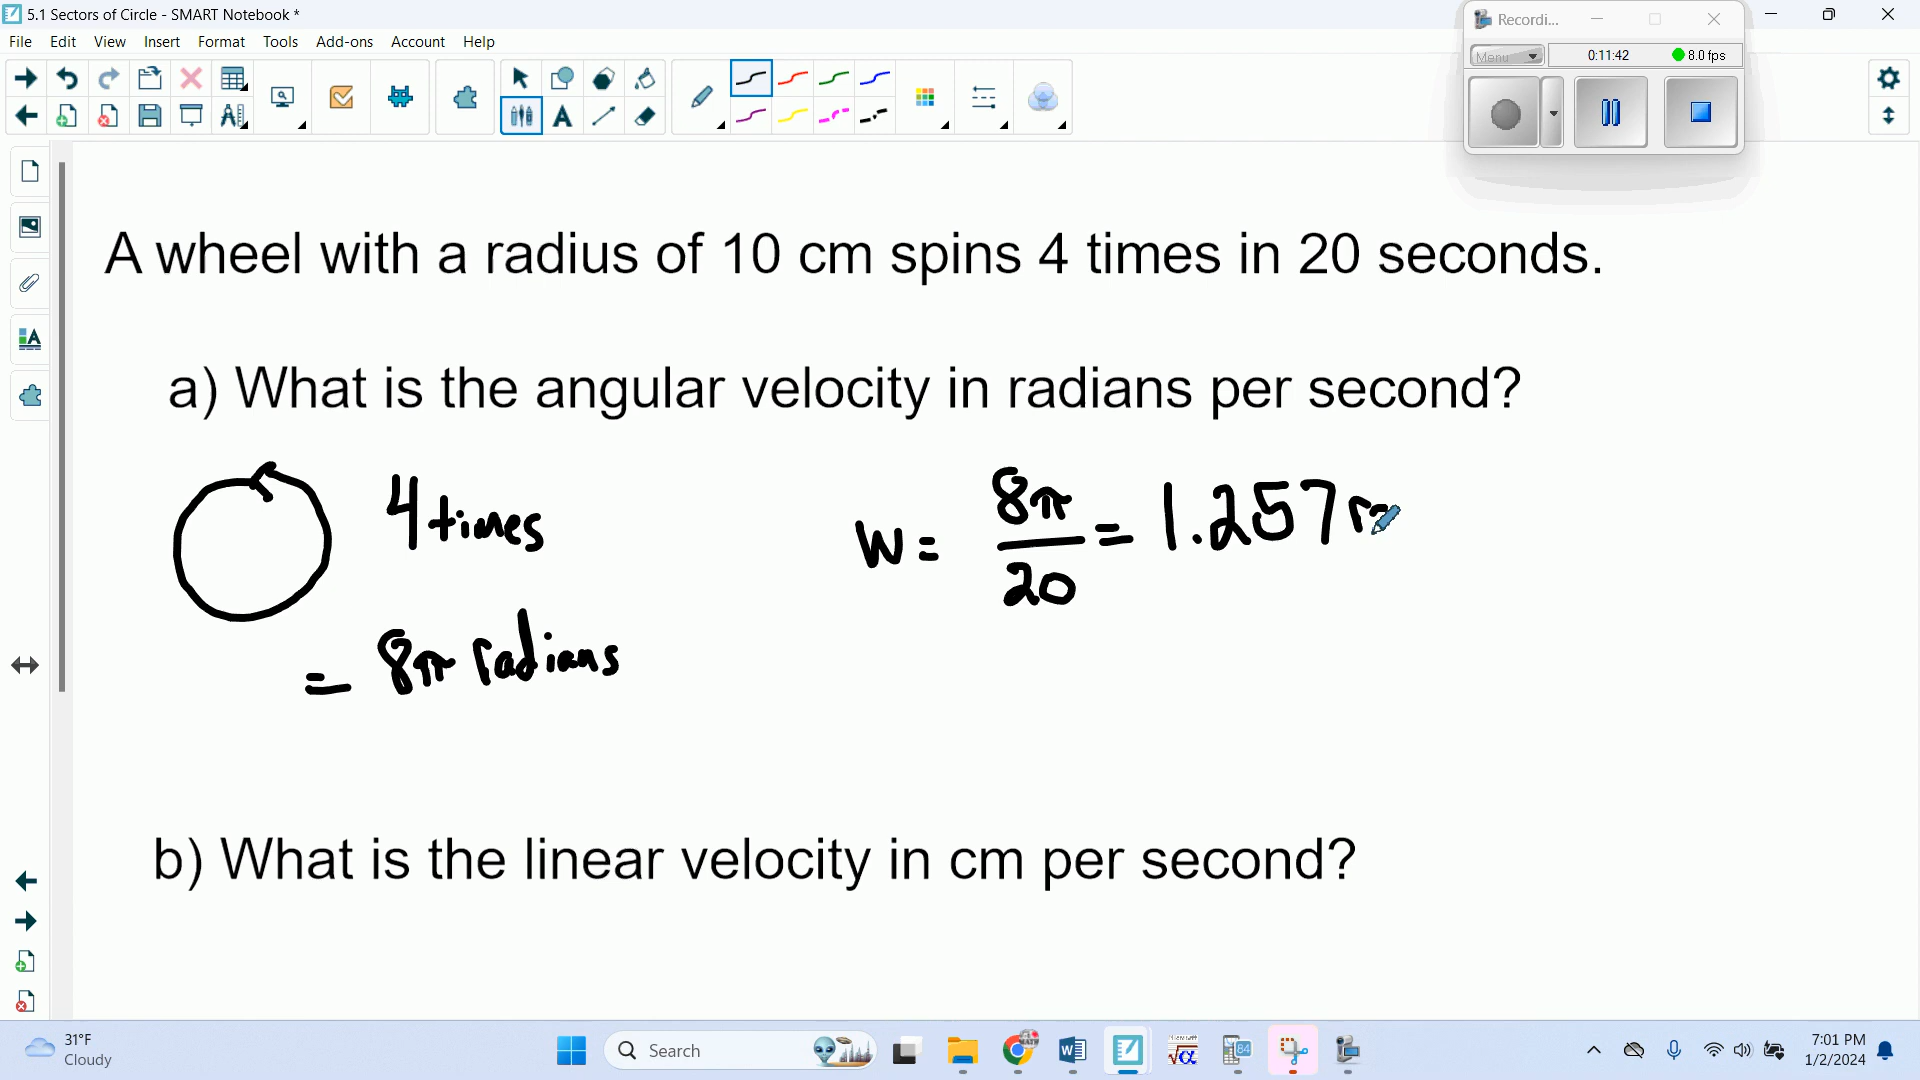 5.1 Sectors of Circle - SMART Notebook *
Recordi...
File Edit View Insert Format Tools Add-ons Account Help
Menu 0:11:42 8.0 fps
A wheel with a radius of 10 cm spins 4 times in 20 seconds.
a) What is the angular velocity in radians per second?
4 times
W = 8π/20 = 1.257 ra
= 8π radians
b) What is the linear velocity in cm per second?
31°F
Cloudy
Search
7:01 PM
1/2/2024